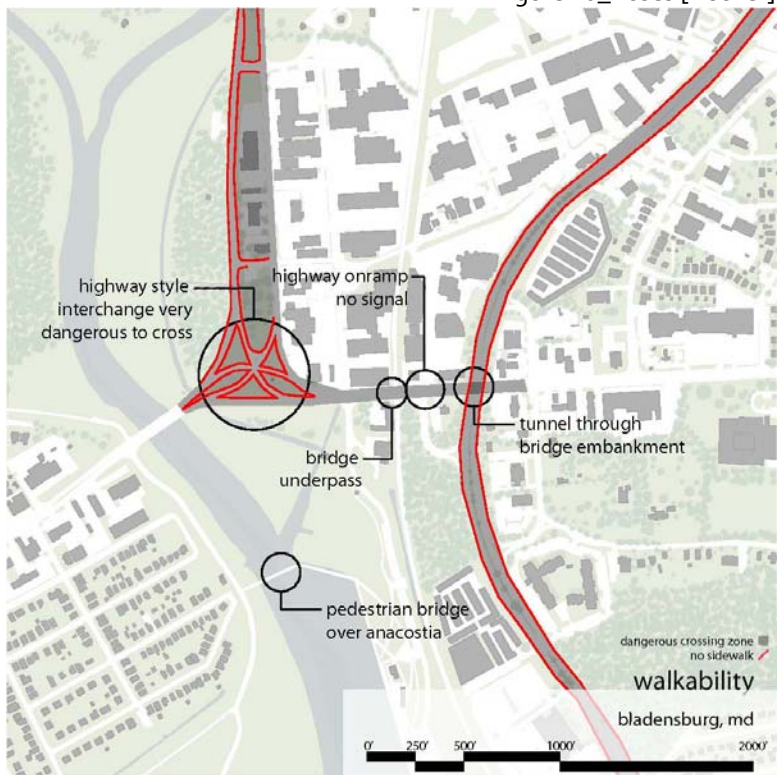 highway style
interchange very
dangerous to cross
highway onramp
no signal
tunnel through
bridge embankment
bridge
underpass
pedestrian bridge
over anacostia
dangerous crossing zone
no sidewalk
walkability
bladensburg, md
0' 250' 500' 1000' 2000'